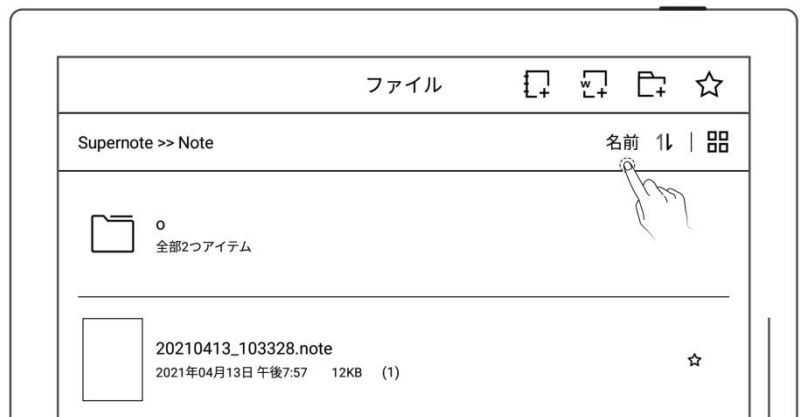 ファイル
W
Supernote >> Note
名前
o
全部2つアイテム
20210413_103328.note
2021年04月13日 午後7:57 12KB (1)